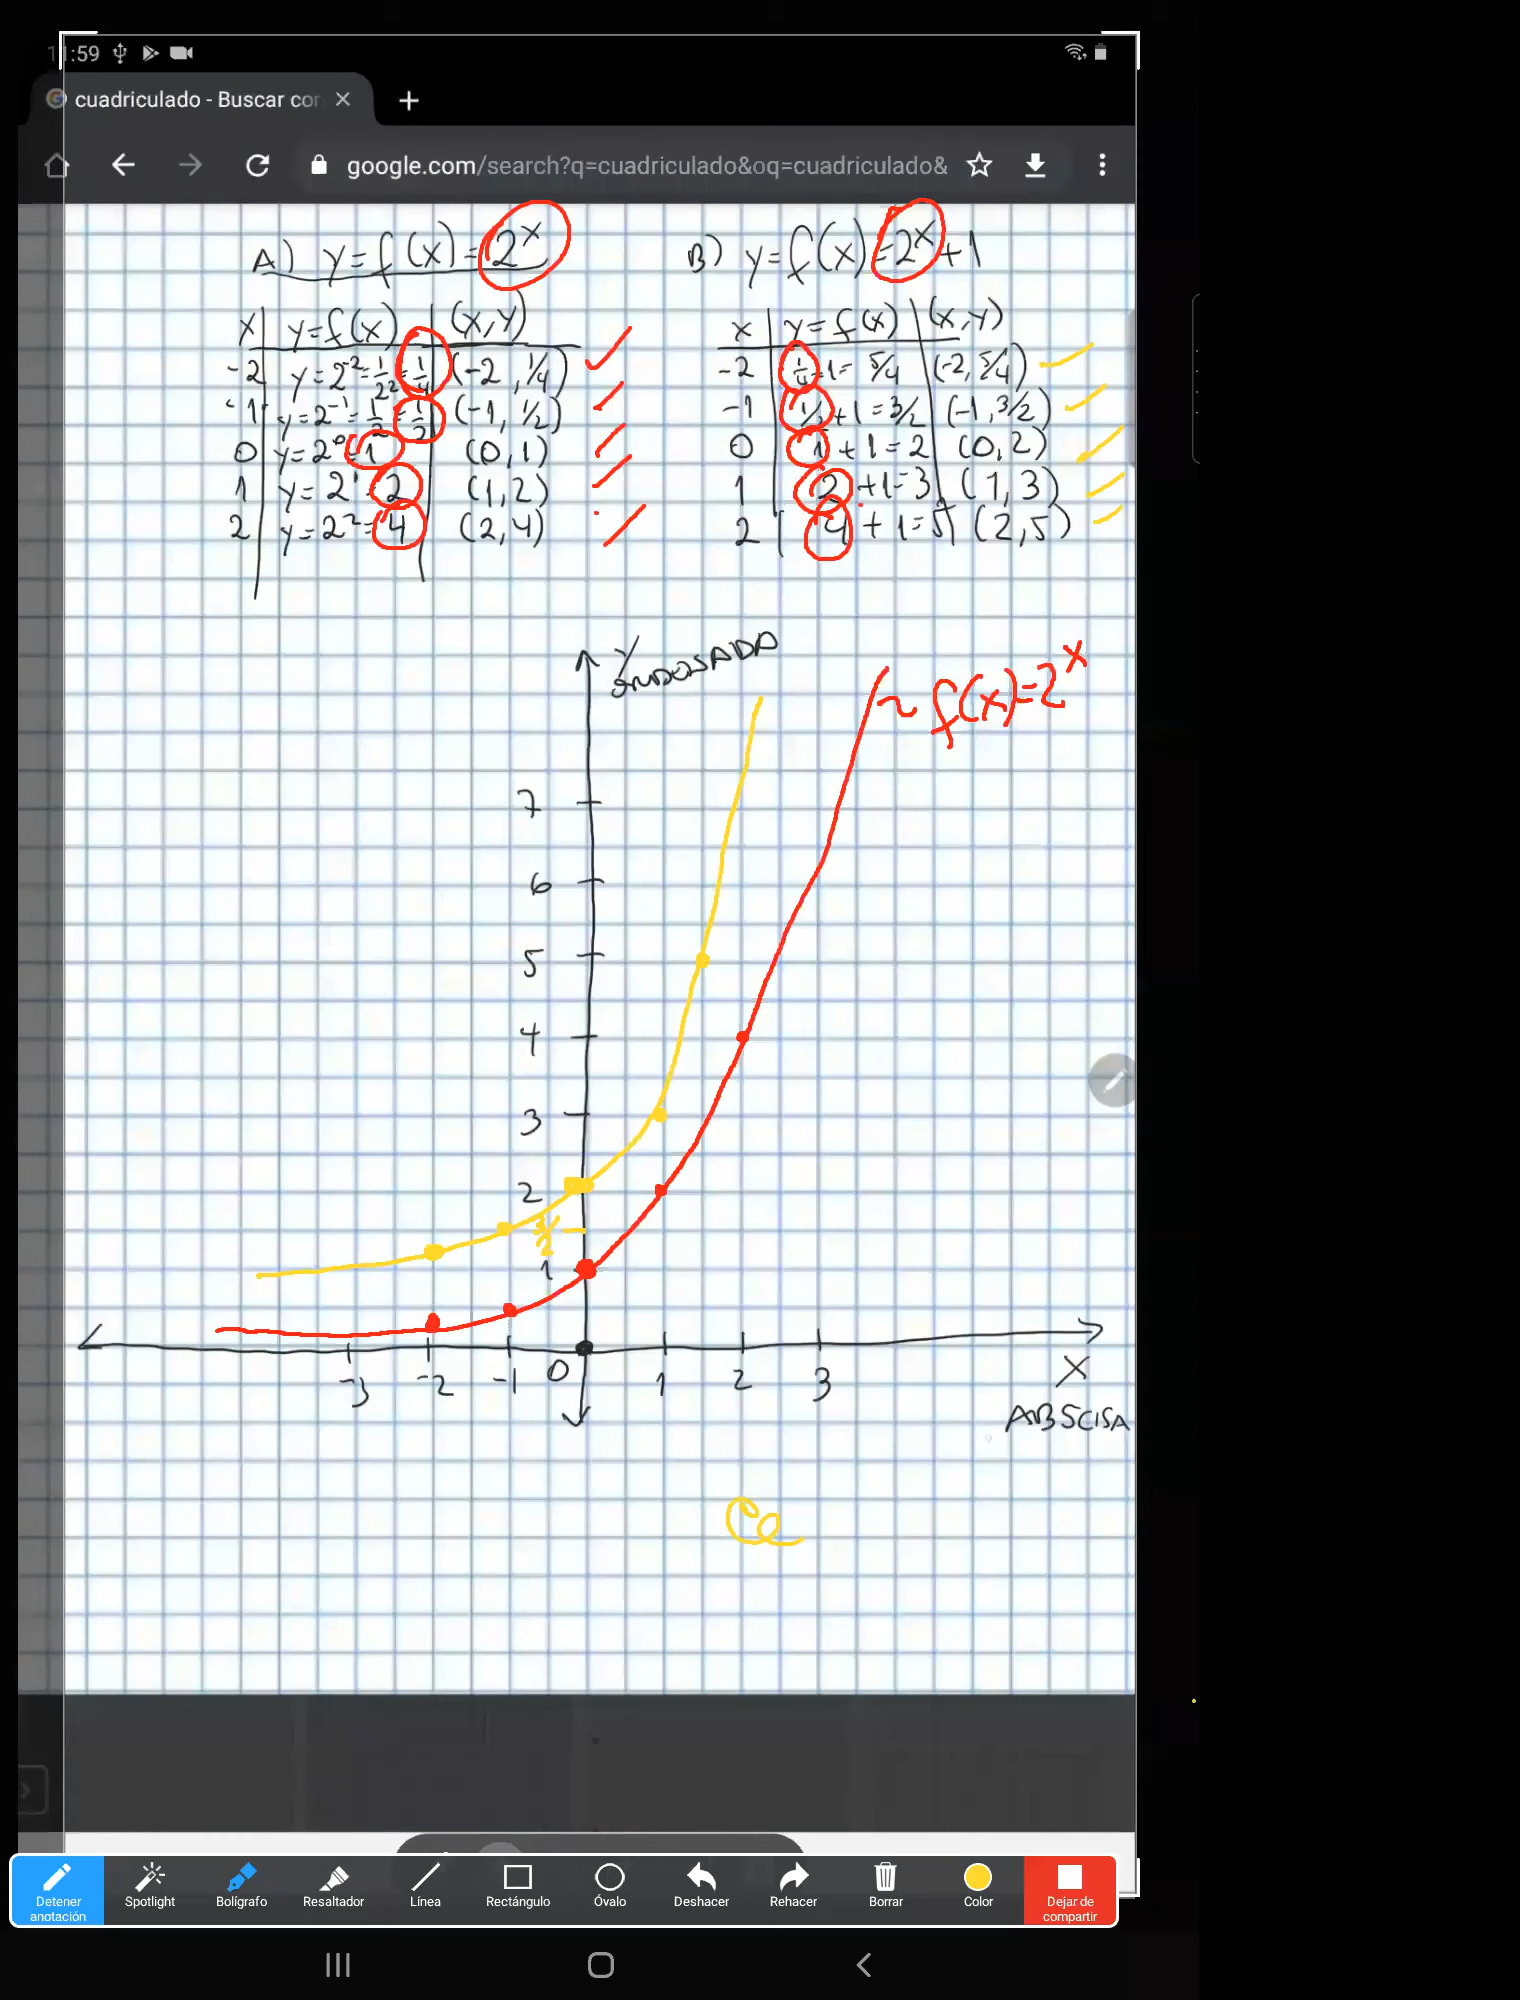 11:59
cuadriculado - Buscar con
google.com/search?q=cuadriculado&oq=cuadriculado&
A) y = f(x) = 2^x
B) y = f(x) = 2^x + 1
x y = f(x) (x,y)
-2 y = 2^-2 = 1/2^2 = 1/4 (-2, 1/4)
-1 y = 2^-1 = 1/2 = 1/2 (-1, 1/2)
0 y = 2^0 = 1 (0,1)
1 y = 2^1 = 2 (1,2)
2 y = 2^2 = 4 (2,4)
x y = f(x) (x,y)
-2 1/4 + 1 = 5/4 (-2, 5/4)
-1 1/2 + 1 = 3/2 (-1, 3/2)
0 1 + 1 = 2 (0,2)
1 2 + 1 = 3 (1,3)
2 4 + 1 = 5 (2,5)
y
f(x) = 2^x
7
6
5
4
3
2
3/2
1
-3 -2 -1 0 1 2 3
X
ABSCISA
Detener anotación
Spotlight
Bolígrafo
Resaltador
Línea
Rectángulo
Óvalo
Deshacer
Rehacer
Borrar
Color
Dejar de compartir